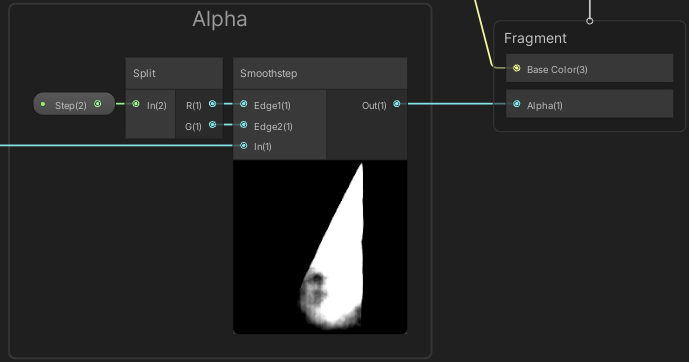 Alpha
Fragment
Split
Smoothstep
Base Color(3)
Step(2)
In(2)
R(1)
Edge1(1)
Out(1)
Alpha(1)
G(1)
Edge2(1)
In(1)